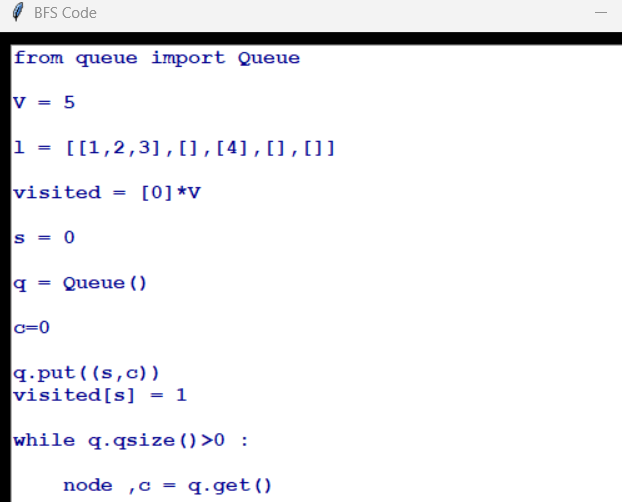 BFS Code
from queue import Queue
V = 5
l = [[1,2,3],[],[4],[],[]]
visited = [0]*V
s = 0
q = Queue()
c=0
q.put((s,c))
visited[s] = 1
while q.qsize()>0 :
    node ,c = q.get()